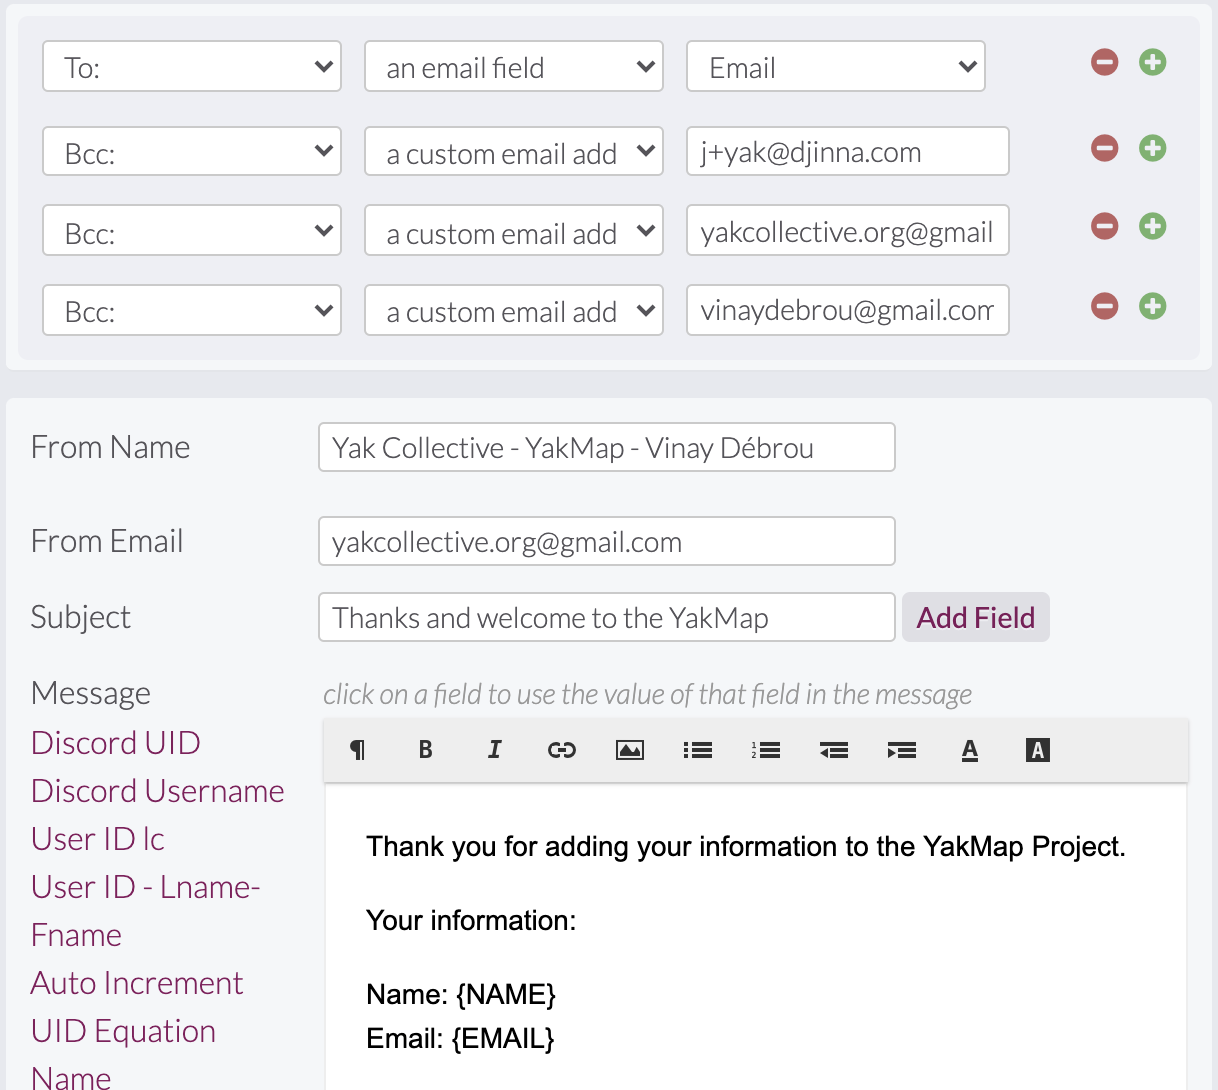 To: an email field Email
Bcc: a custom email add j+yak@djinna.com
Bcc: a custom email add yakcollective.org@gmail
Bcc: a custom email add vinaydebrou@gmail.com
From Name Yak Collective - YakMap - Vinay Débrou
From Email yakcollective.org@gmail.com
Subject Thanks and welcome to the YakMap Add Field
Message click on a field to use the value of that field in the message
Discord UID
Discord Username
User ID lc
User ID - Lname-
Fname
Auto Increment
UID Equation
Name
Thank you for adding your information to the YakMap Project.
Your information:
Name: {NAME}
Email: {EMAIL}